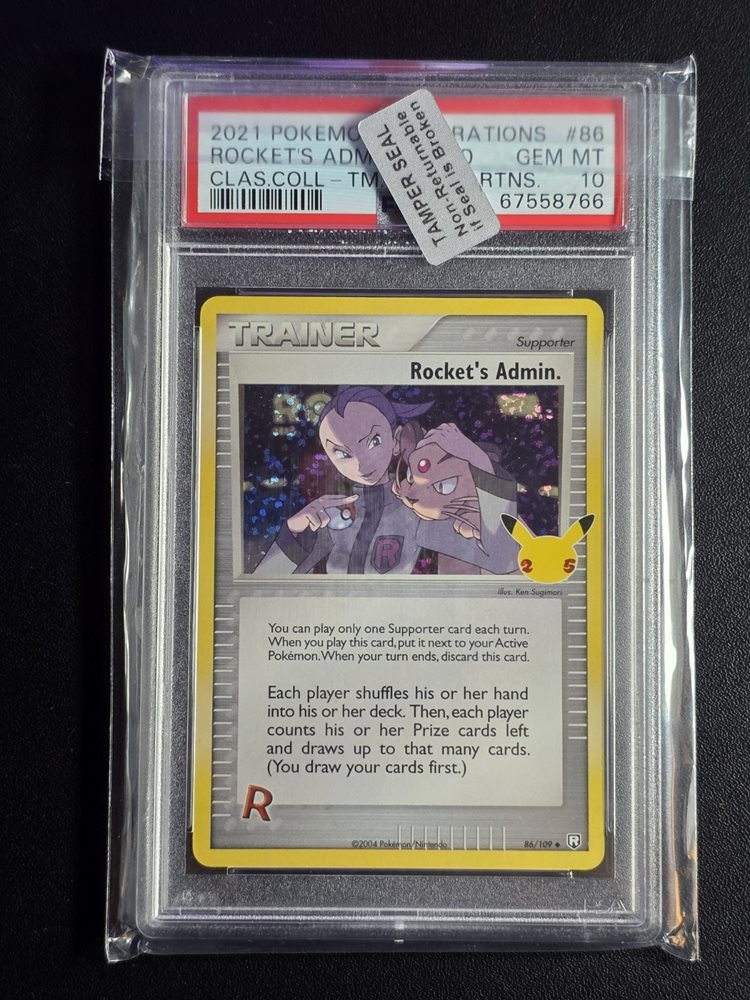 2021 POKEMO RATIONS #86
ROCKET'S ADM O GEM MT
CLAS.COLL-TM. RTNS. 10
67558766
TAMPER SEAL
Non-Returnable
if Seal is Broken
TRAINER
Supporter
Rocket's Admin.
R
25
Illus. Ken Sugimori
You can play only one Supporter card each turn.
When you play this card, put it next to your Active
Pokémon. When your turn ends, discard this card.
Each player shuffles his or her hand
into his or her deck. Then, each player
counts his or her Prize cards left
and draws up to that many cards.
(You draw your cards first.)
R
©2004 Pokémon/Nintendo
86/109
R